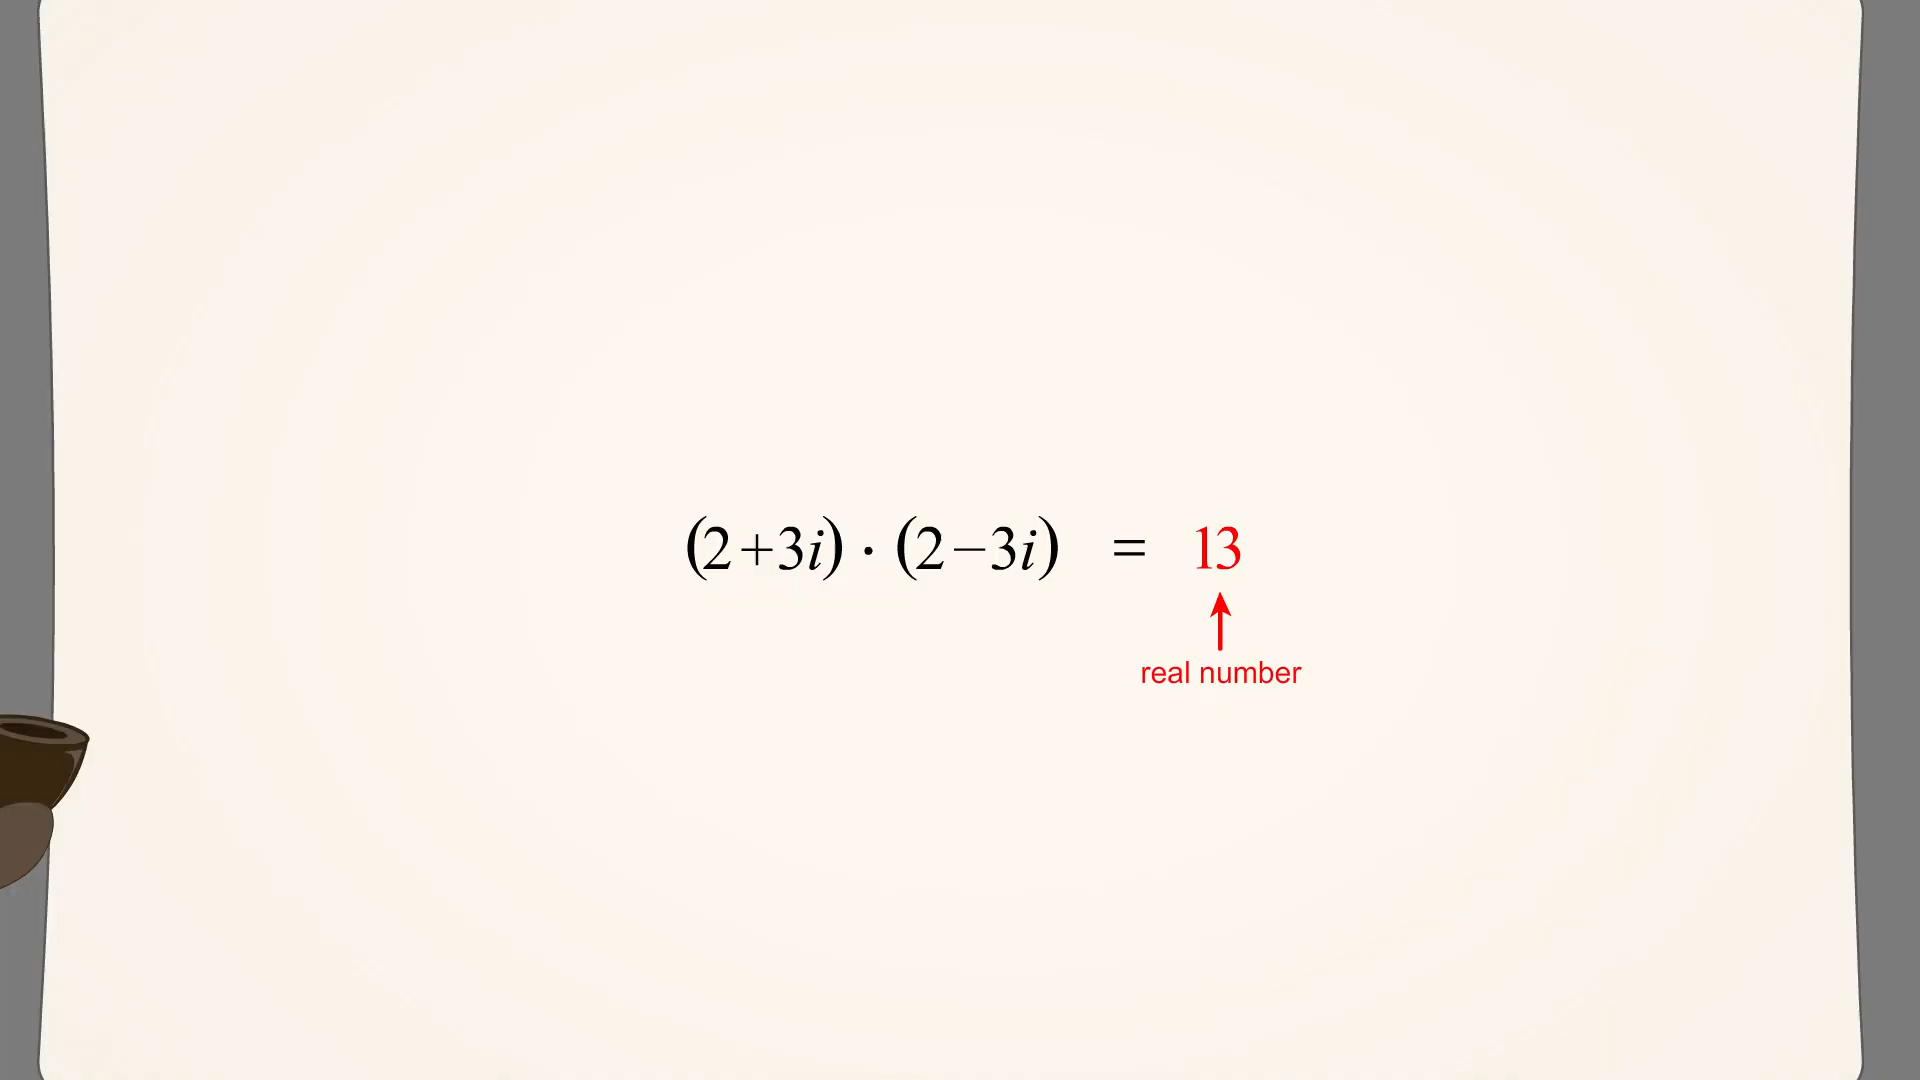 (2+3i) · (2−3i) = 13
real number